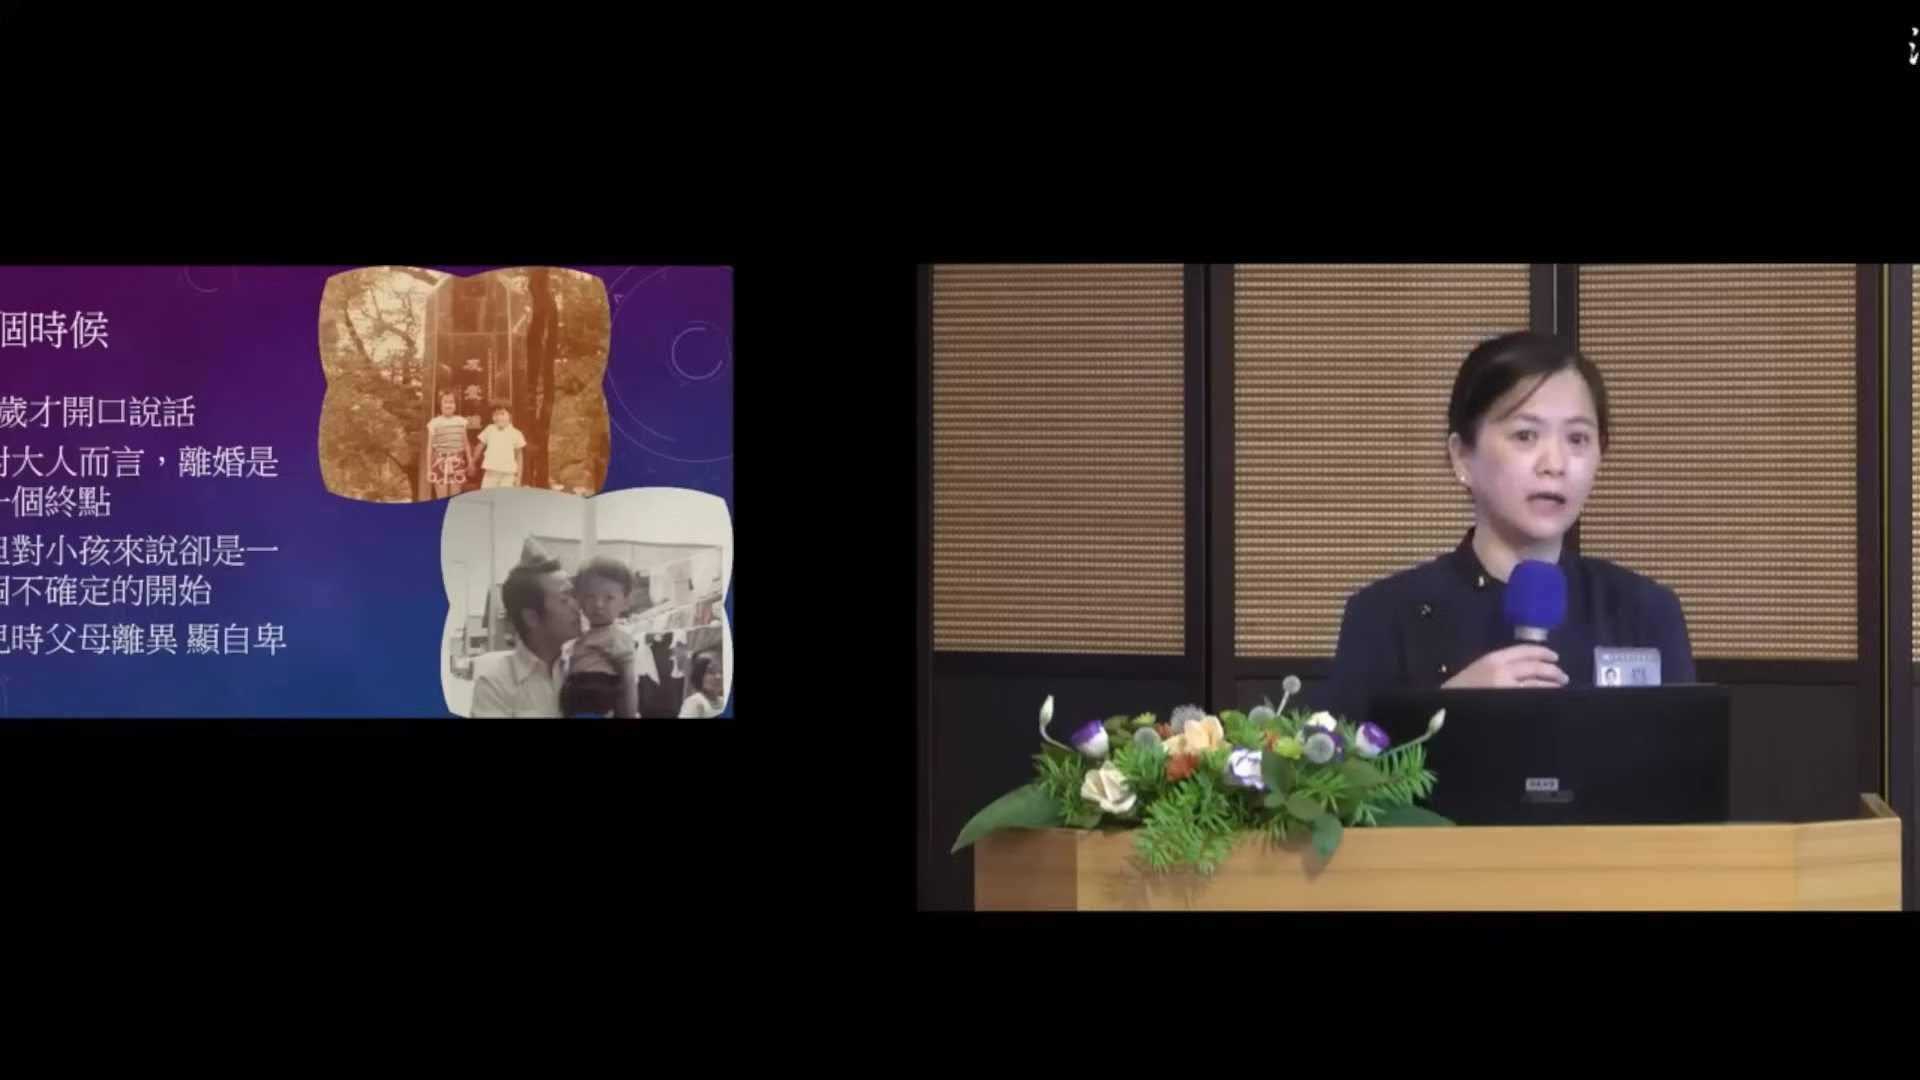 個時候
歲才開口說話
對大人而言，離婚是
一個終點
但對小孩來說卻是一
個不確定的開始
兒時父母離異 顯自卑